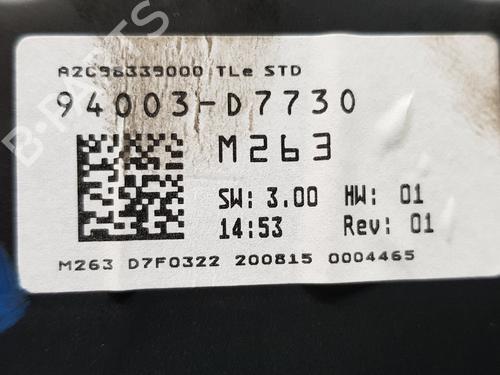 A2C98339000 TLe STD
94003-D7730
M263
SW: 3.00 HW: 01
14:53 Rev: 01
M263 D7F0322 200815 0004465
B-PARTS